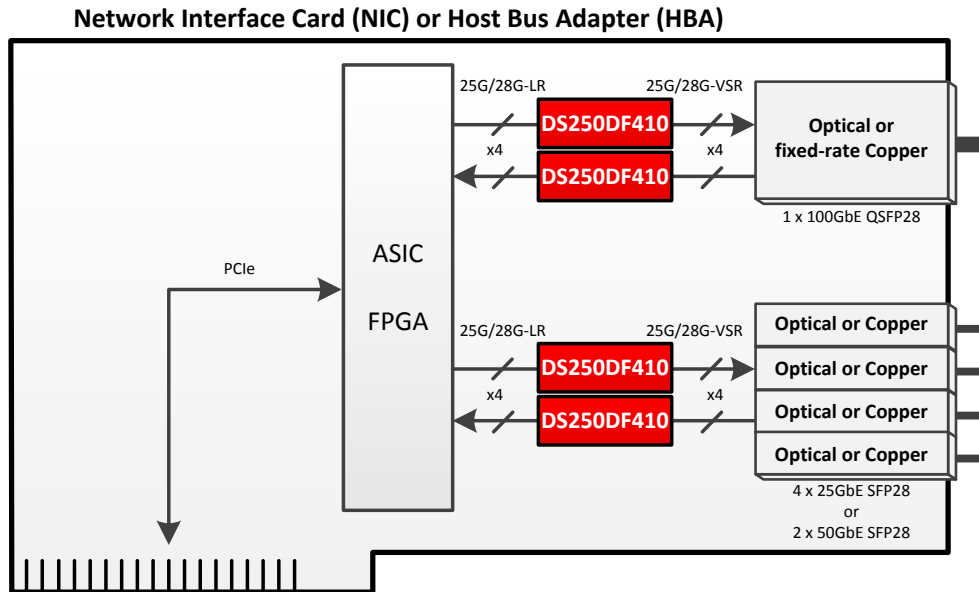 Network Interface Card (NIC) or Host Bus Adapter (HBA)
25G/28G-LR
25G/28G-VSR
DS250DF410
x4
x4
DS250DF410
Optical or
fixed-rate Copper
1 x 100GbE QSFP28
ASIC
FPGA
PCIe
25G/28G-LR
25G/28G-VSR
DS250DF410
x4
x4
DS250DF410
Optical or Copper
Optical or Copper
Optical or Copper
Optical or Copper
4 x 25GbE SFP28
or
2 x 50GbE SFP28